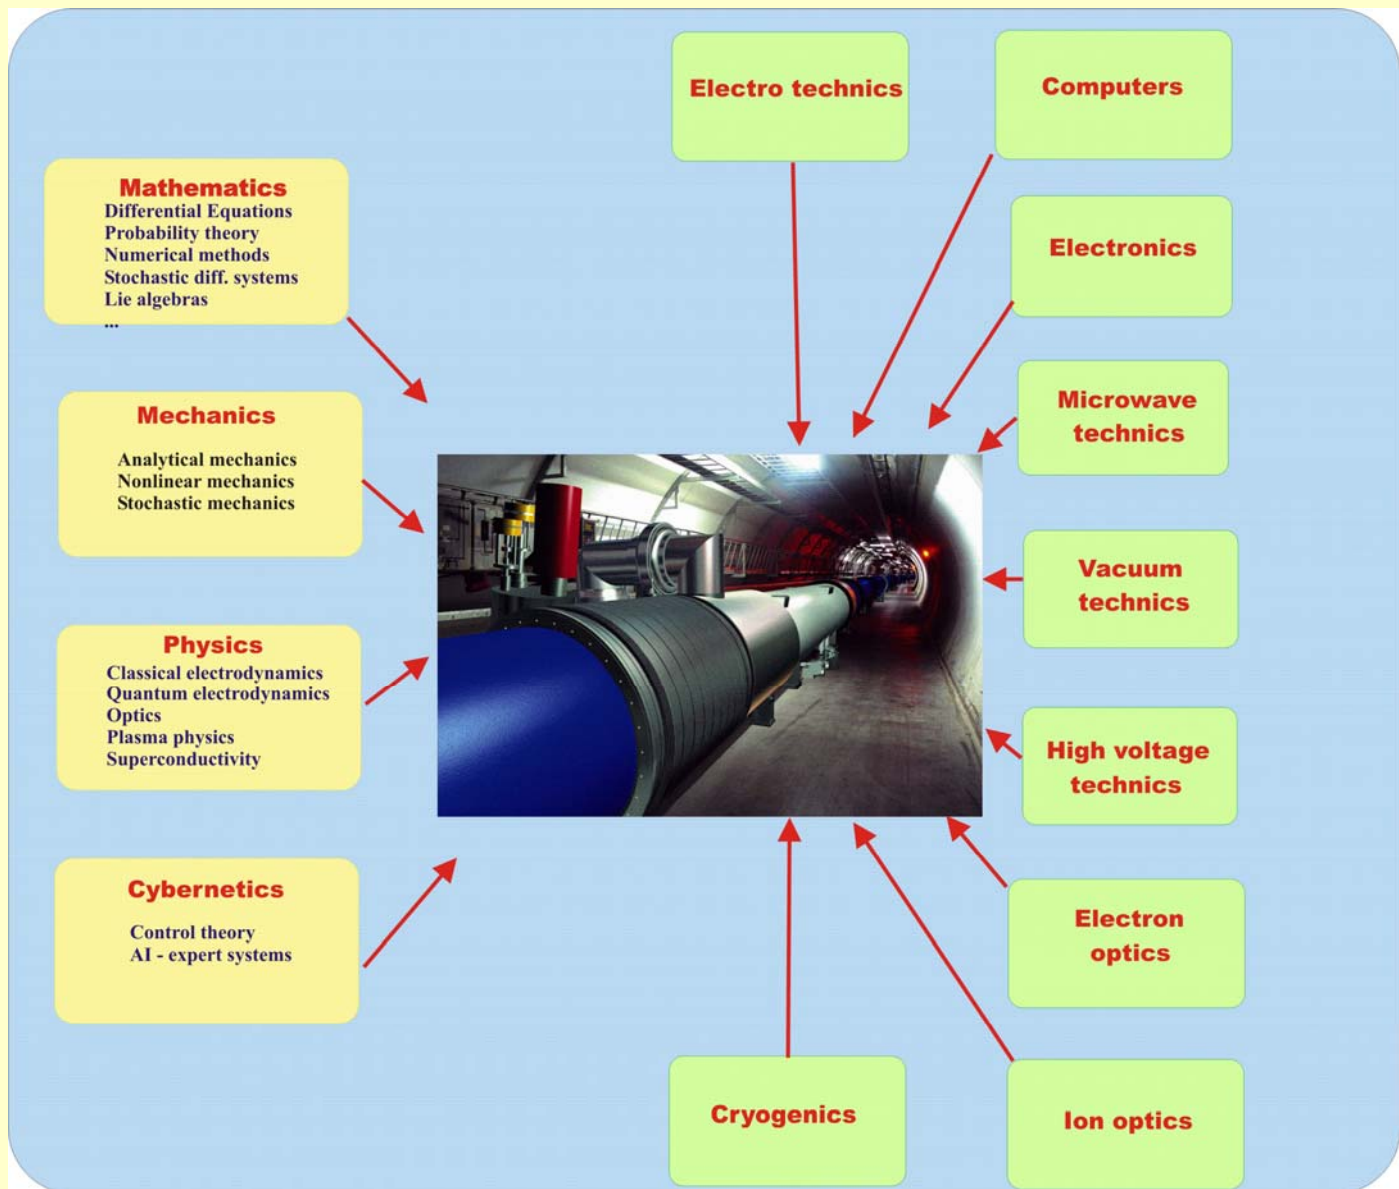 Electro technics
Computers
Mathematics
Differential Equations
Probability theory
Numerical methods
Stochastic diff. systems
Lie algebras
...
Electronics
Mechanics
Analytical mechanics
Nonlinear mechanics
Stochastic mechanics
Microwave
technics
Vacuum
technics
Physics
Classical electrodynamics
Quantum electrodynamics
Optics
Plasma physics
Superconductivity
High voltage
technics
Cybernetics
Control theory
AI - expert systems
Electron
optics
Cryogenics
Ion optics